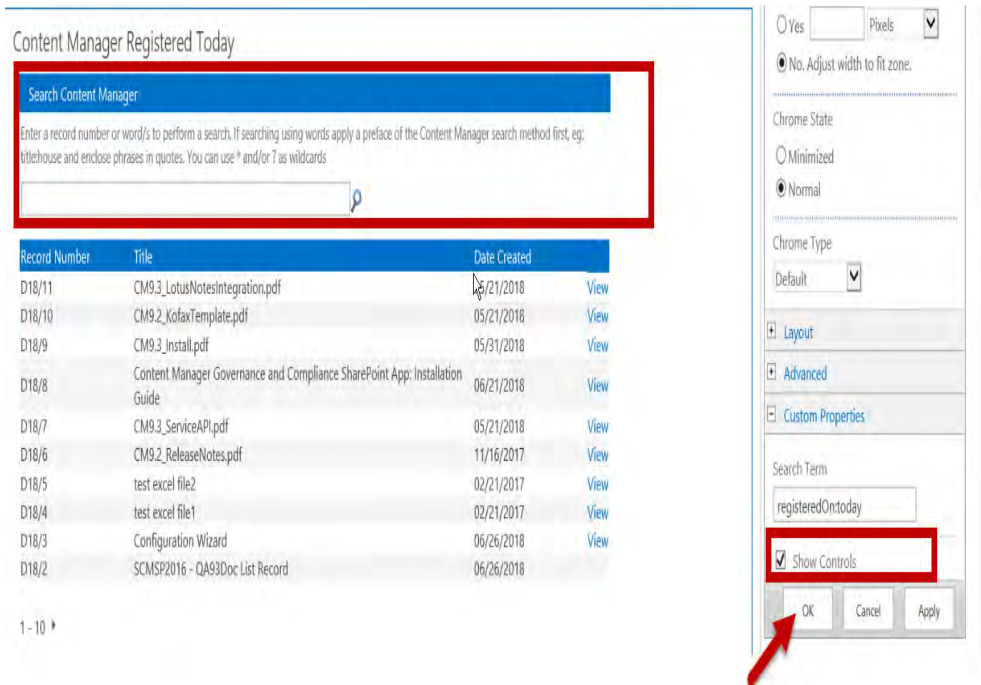 Content Manager Registered Today
Search Content Manager
Enter a record number or word/s to perform a search. If searching using words apply a preface of the Content Manager search method first, eg:
title:house and enclose phrases in quotes. You can use * and/or ? as wildcards
Record Number Title Date Created
D18/11 CM9.3_LotusNotesIntegration.pdf 05/21/2018 View
D18/10 CM9.2_KofaxTemplate.pdf 05/21/2018 View
D18/9 CM9.3_Install.pdf 05/31/2018 View
D18/8 Content Manager Governance and Compliance SharePoint App: Installation
Guide 06/21/2018 View
D18/7 CM9.3_ServiceAPI.pdf 05/21/2018 View
D18/6 CM9.2_ReleaseNotes.pdf 11/16/2017 View
D18/5 test excel file2 02/21/2017 View
D18/4 test excel file1 02/21/2017 View
D18/3 Configuration Wizard 06/26/2018 View
D18/2 SCMSP2016 - QA93Doc List Record 06/26/2018
1 - 10
Yes Pixels
No. Adjust width to fit zone.
Chrome State
Minimized
Normal
Chrome Type
Default
Layout
Advanced
Custom Properties
Search Term
registeredOn:today
Show Controls
OK Cancel Apply